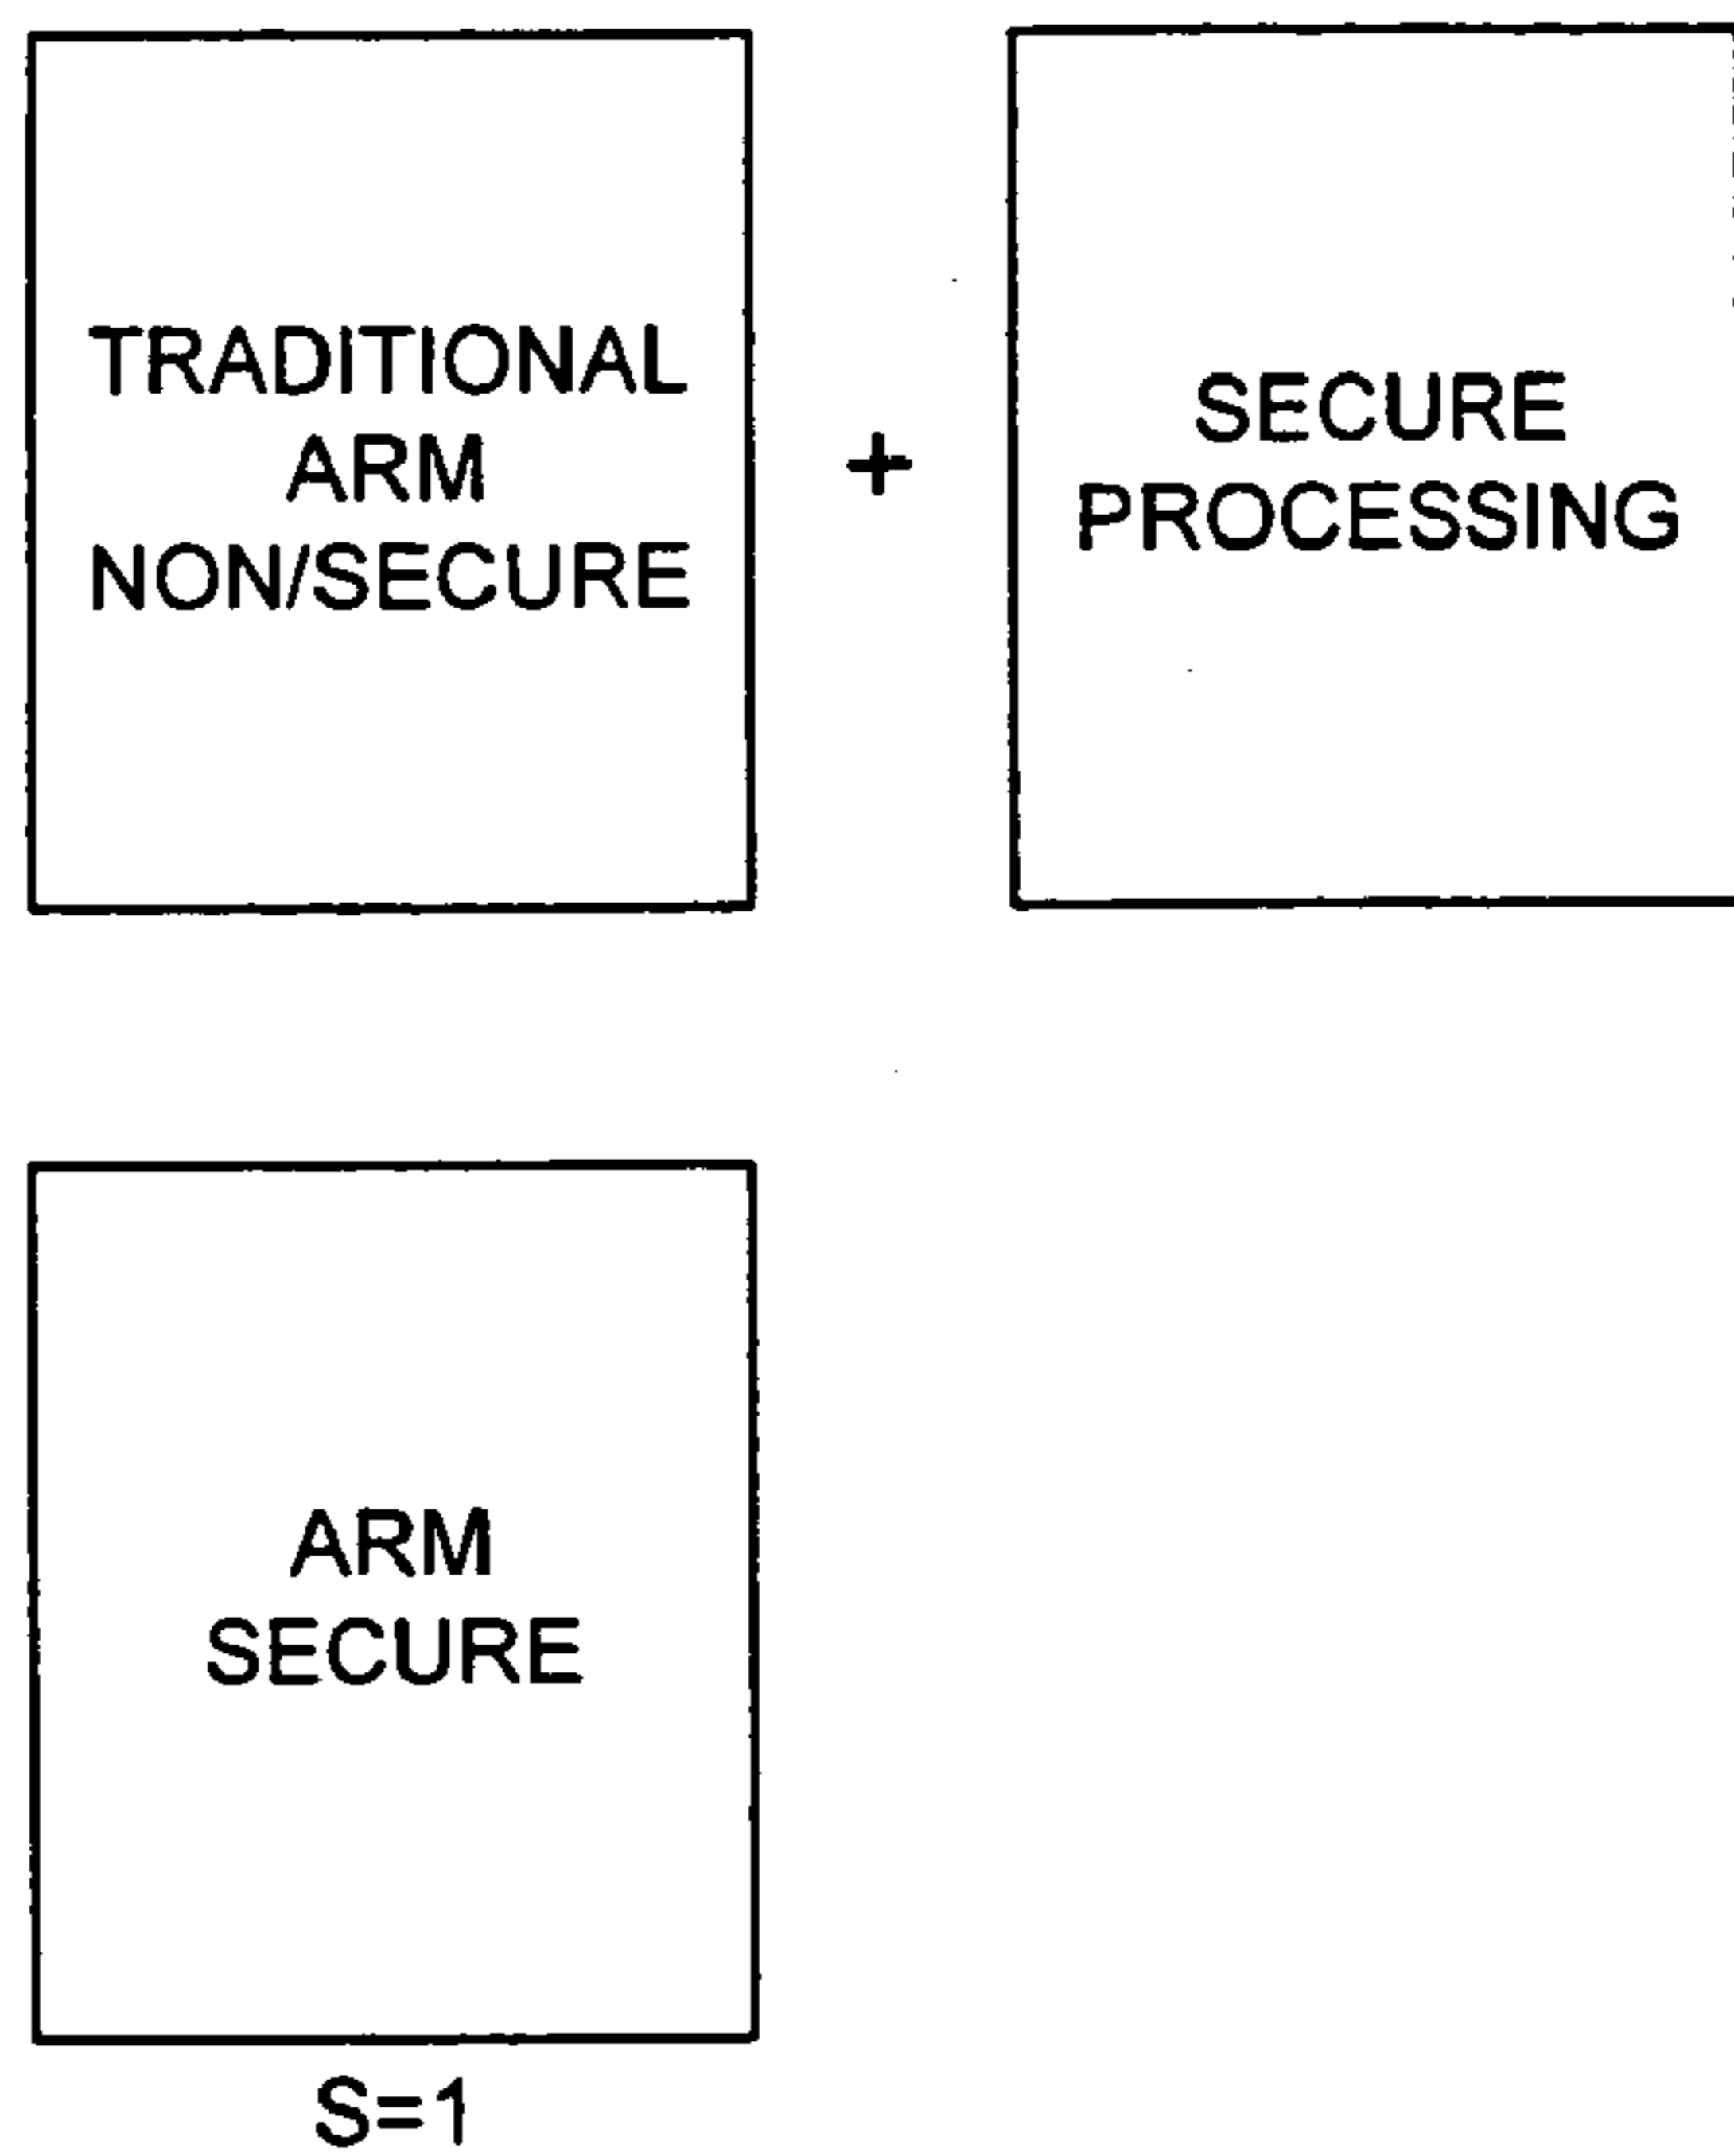 TRADITIONAL
ARM
NON/SECURE
+
SECURE
PROCESSING
ARM
SECURE
S=1